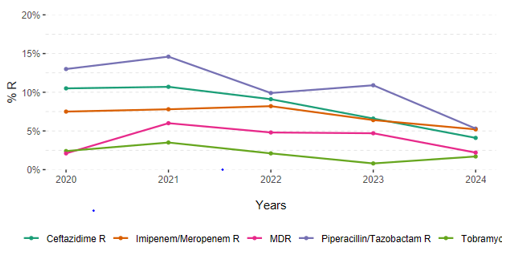 20%
15%
10%
5%
0%
% R
2020 2021 2022 2023 2024
Years
Ceftazidime R Imipenem/Meropenem R MDR Piperacillin/Tazobactam R Tobramyc